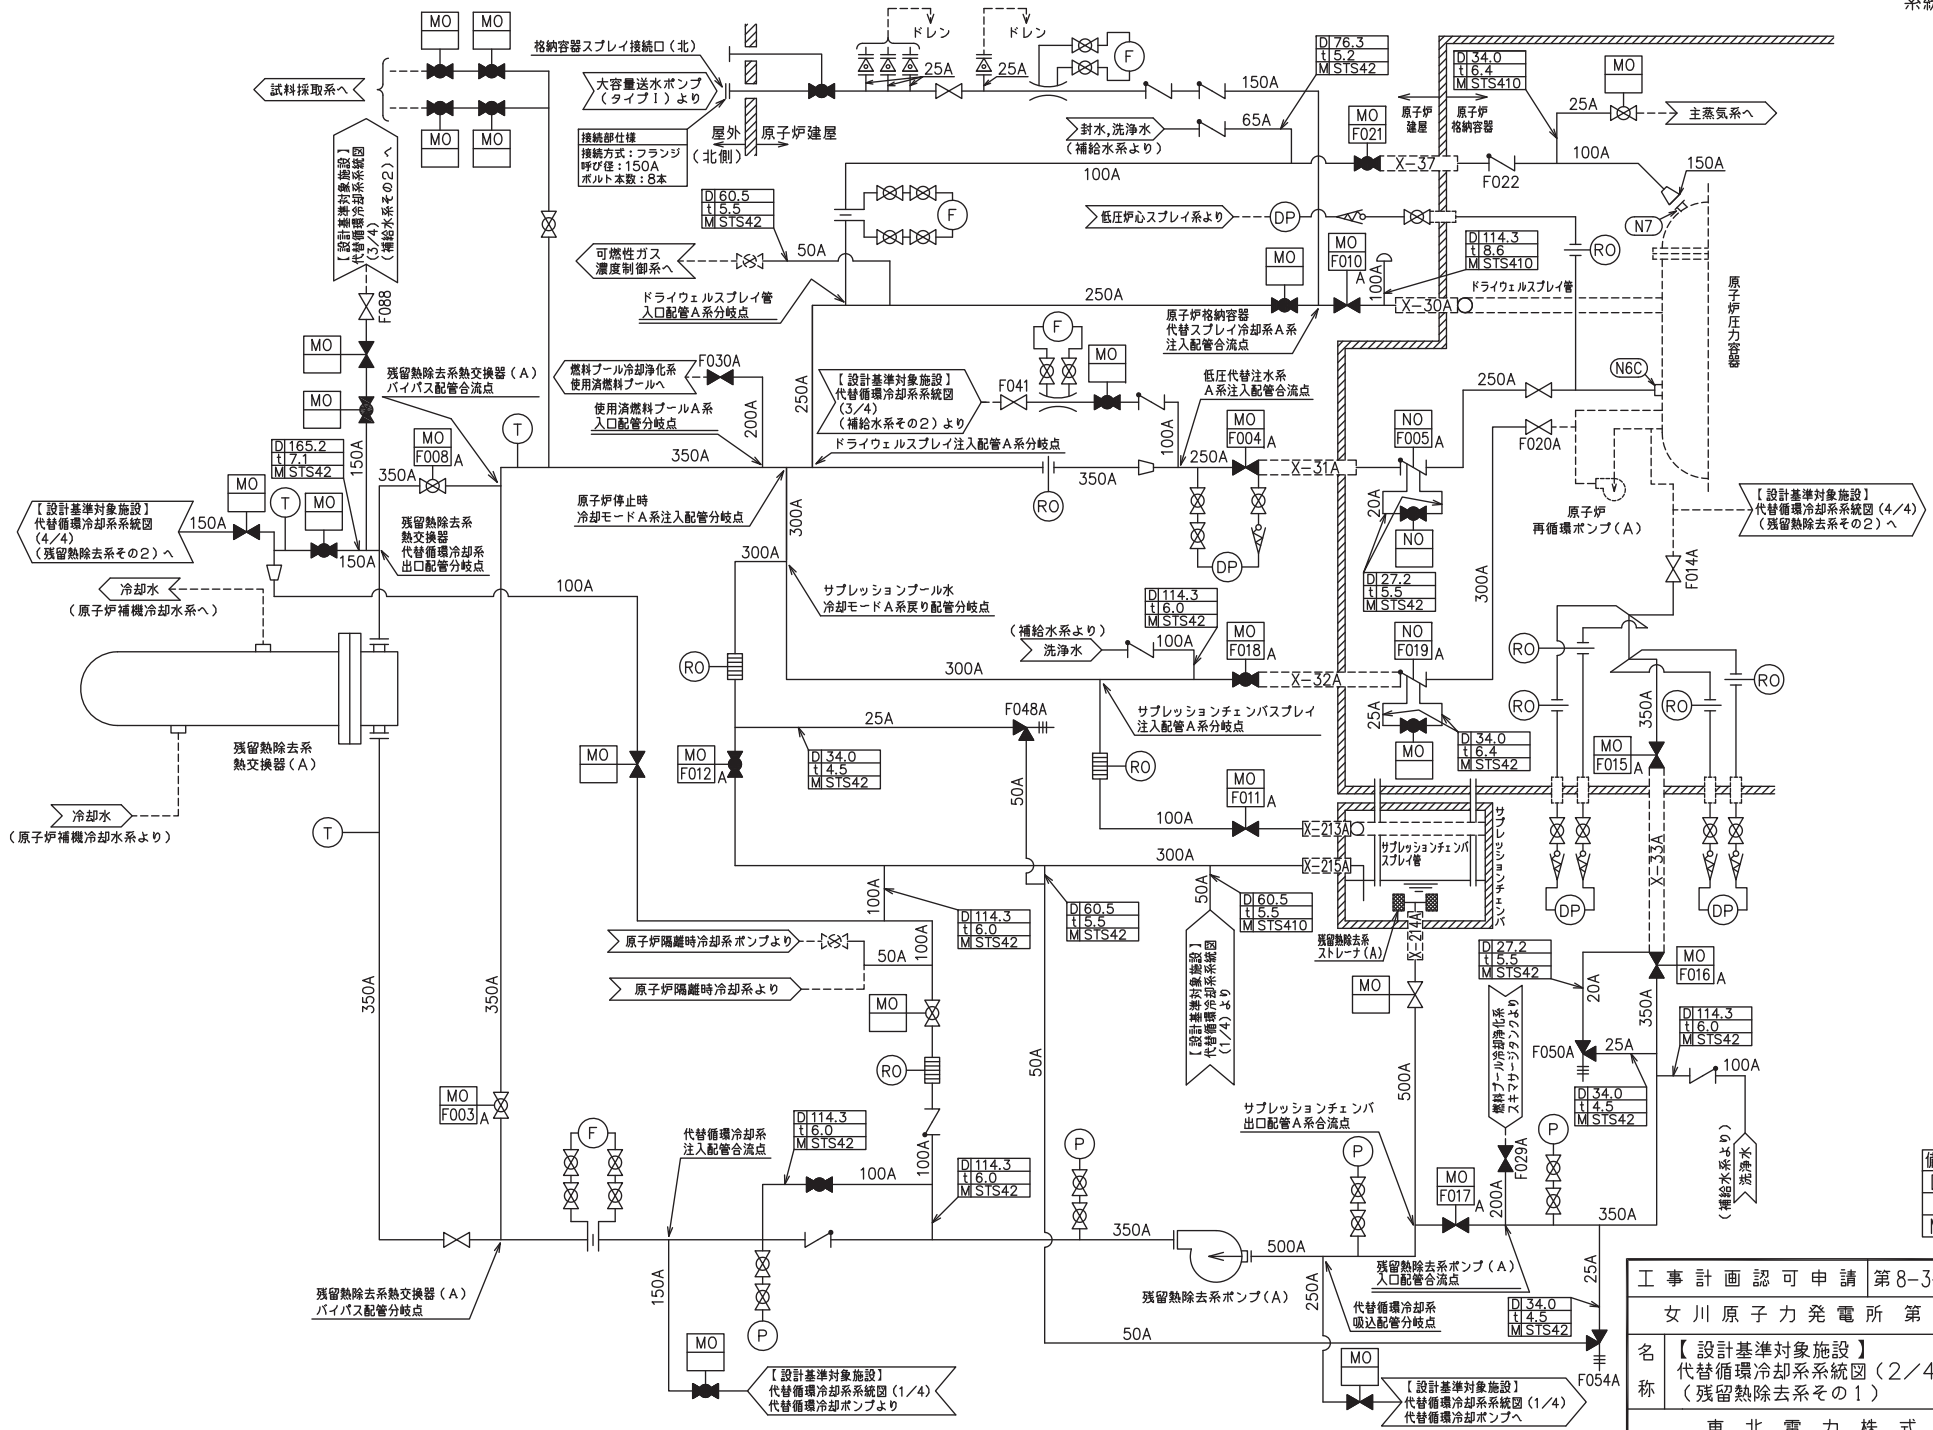 系統
MO
MO
試料採取系へ
MO
MO
格納容器スプレイ接続口(北)
大容量送水ポンプ
(タイプⅠ)より
接続部仕様
接続方式:フランジ
呼び径:150A
ボルト本数:8本
屋外
(北側)
原子炉建屋
ドレン
ドレン
25A
25A
F
150A
65A
封水,洗浄水
(補給水系より)
D 76.3
t 5.2
M STS42
MO
F021
原子炉
建屋
原子炉
格納容器
D 34.0
t 6.4
M STS410
MO
25A
主蒸気系へ
X-37
F022
100A
150A
N7
100A
【設計基準対象施設】
代替循環冷却系系統図
(3/4)
(補給水系その2)へ
F088
MO
MO
150A
D 60.5
t 5.5
M STS42
F
可燃性ガス
濃度制御系へ
50A
ドライウェルスプレイ管
入口配管A系分岐点
低圧炉心スプレイ系より
DP
RO
250A
MO
MO
F010
A
100A
D 114.3
t 8.6
M STS410
ドライウェルスプレイ管
X-30A
原子炉圧力容器
原子炉格納容器
代替スプレイ冷却系A系
注入配管合流点
残留熱除去系熱交換器(A)
バイパス配管合流点
燃料プール冷却浄化系
使用済燃料プールへ
F030A
使用済燃料プールA系
入口配管分岐点
200A
250A
【設計基準対象施設】
代替循環冷却系系統図
(3/4)
(補給水系その2)より
F041
F
MO
100A
低圧代替注水系
A系注入配管合流点
ドライウェルスプレイ注入配管A系分岐点
T
350A
RO
350A
250A
MO
F004
A
X-31A
NO
F005
A
250A
N6C
F020A
20A
NO
D 27.2
t 5.5
M STS42
DP
原子炉
再循環ポンプ(A)
【設計基準対象施設】
代替循環冷却系系統図(4/4)
(残留熱除去系その2)へ
F014A
D 165.2
t 7.1
M STS42
MO
F008
A
350A
MO
T
MO
150A
150A
【設計基準対象施設】
代替循環冷却系系統図
(4/4)
(残留熱除去系その2)へ
残留熱除去系
熱交換器
代替循環冷却系
出口配管分岐点
原子炉停止時
冷却モードA系注入配管分岐点
300A
300A
100A
冷却水
(原子炉補機冷却水系へ)
サプレッションプール水
冷却モードA系戻り配管分岐点
(補給水系より)
洗浄水
100A
D 114.3
t 6.0
M STS42
MO
F018
A
X-32A
NO
F019
A
300A
300A
RO
25A
MO
D 34.0
t 6.4
M STS42
RO
RO
RO
RO
350A
MO
F015
A
残留熱除去系
熱交換器(A)
冷却水
(原子炉補機冷却水系より)
T
MO
MO
F012
A
25A
F048A
D 34.0
t 4.5
M STS42
50A
サプレッションチェンバスプレイ
注入配管A系分岐点
RO
MO
F011
A
100A
X-213A
300A
X-215A
サプレッションチェンバ
スプレイ管
サプレッションチェンバ
X-33A
DP
DP
100A
D 114.3
t 6.0
M STS42
D 60.5
t 5.5
M STS42
50A
D 60.5
t 5.5
M STS410
残留熱除去系
ストレーナ(A)
X-214A
原子炉隔離時冷却系ポンプより
50A
100A
原子炉隔離時冷却系より
MO
RO
【設計基準対象施設】
代替循環冷却系系統図
(1/4)より
MO
500A
D 27.2
t 5.5
M STS42
20A
燃料プール冷却浄化系
スキマサージタンクより
MO
F016
A
350A
D 114.3
t 6.0
M STS42
F050A
25A
100A
D 34.0
t 4.5
M STS42
(補給水系より)
洗浄水
350A
350A
MO
F003
A
F
代替循環冷却系
注入配管合流点
D 114.3
t 6.0
M STS42
100A
100A
D 114.3
t 6.0
M STS42
50A
P
350A
サプレッションチェンバ
出口配管A系合流点
P
P
MO
F017
A
F029A
200A
350A
500A
残留熱除去系ポンプ(A)
残留熱除去系ポンプ(A)
入口配管合流点
代替循環冷却系
吸込配管分岐点
250A
25A
D 34.0
t 4.5
M STS42
F054A
50A
残留熱除去系熱交換器(A)
バイパス配管分岐点
150A
P
MO
【設計基準対象施設】
代替循環冷却系系統図(1/4)
代替循環冷却ポンプより
MO
【設計基準対象施設】
代替循環冷却系系統図(1/4)
代替循環冷却ポンプへ
工事計画認可申請 第8-3
女川原子力発電所 第
名称
【設計基準対象施設】
代替循環冷却系系統図(2/4
(残留熱除去系その1)
東北電力株式